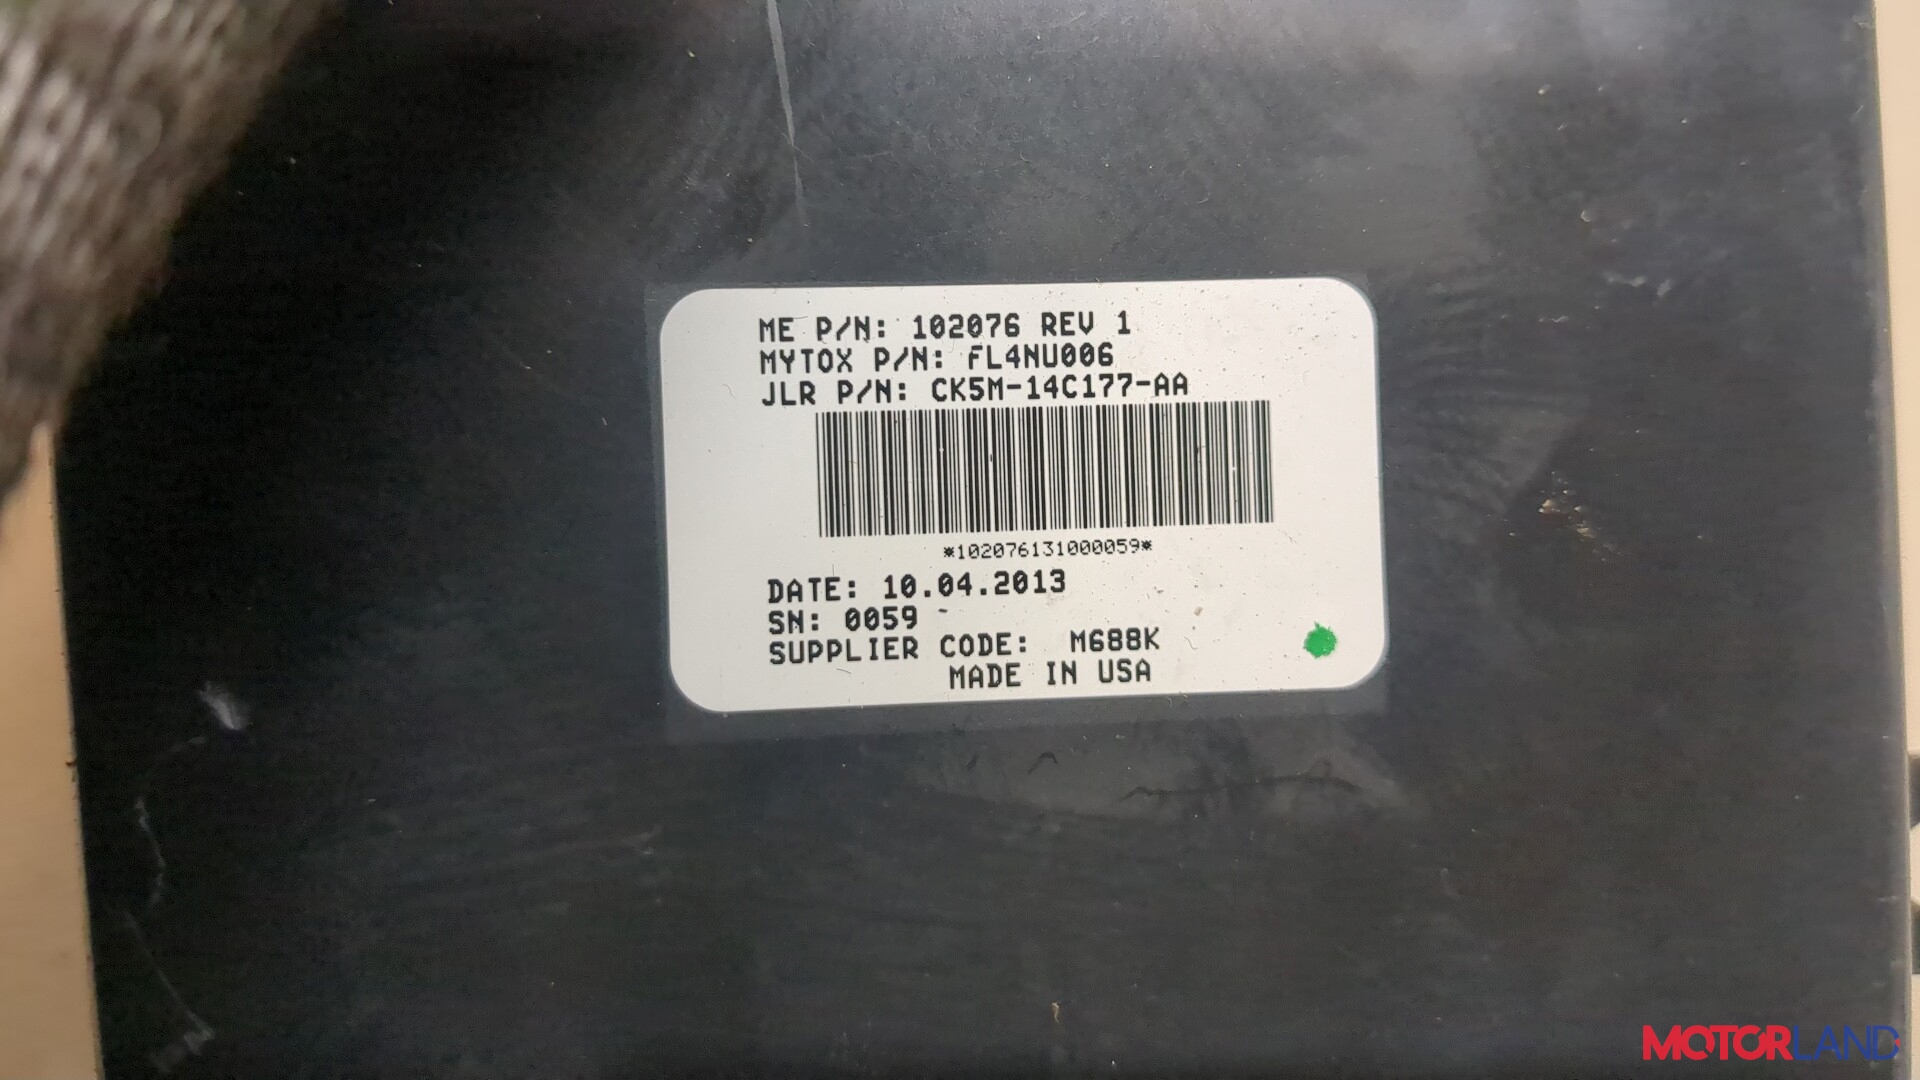 ME P/N: 102076 REV 1
MYTOX P/N: FL4NU006
JLR P/N: CK5M-14C177-AA
*102076131000059*
DATE: 10.04.2013
SN: 0059
SUPPLIER CODE: M688K
MADE IN USA
MOTORLAND